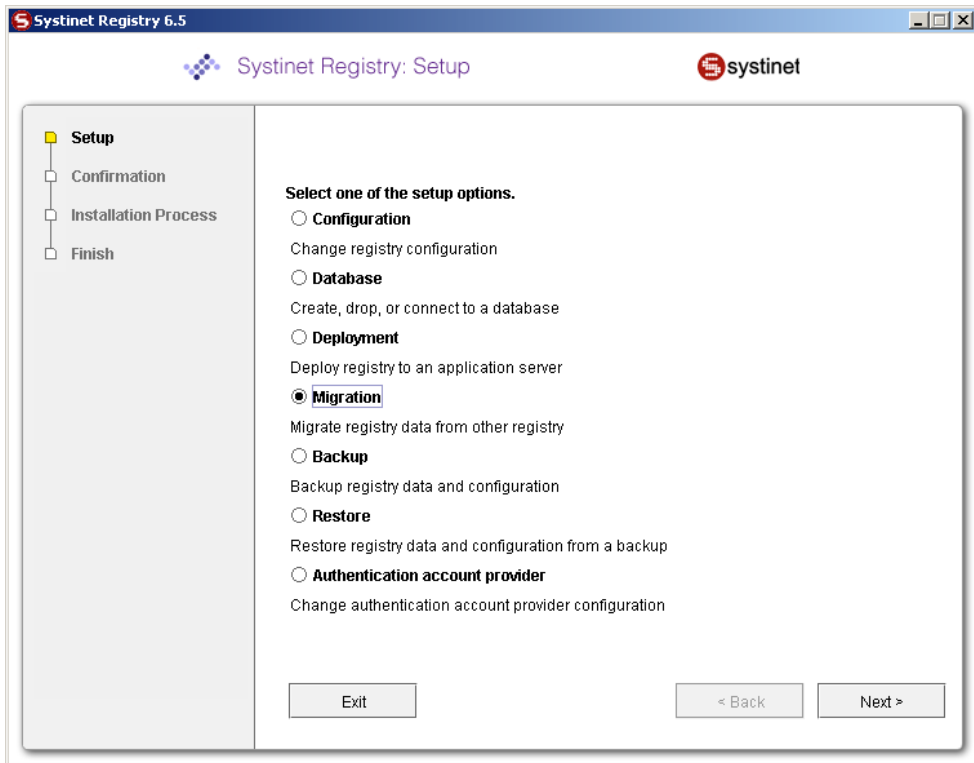 Systinet Registry 6.5
Systinet Registry: Setup
systinet
Setup
Confirmation
Installation Process
Finish
Select one of the setup options.
Configuration
Change registry configuration
Database
Create, drop, or connect to a database
Deployment
Deploy registry to an application server
Migration
Migrate registry data from other registry
Backup
Backup registry data and configuration
Restore
Restore registry data and configuration from a backup
Authentication account provider
Change authentication account provider configuration
Exit
< Back
Next >